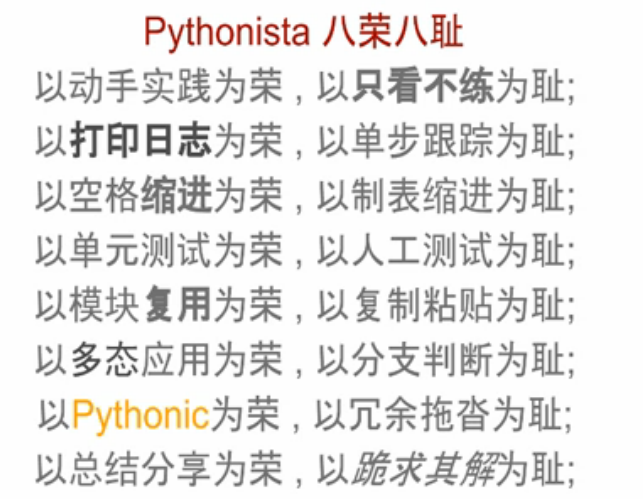 Pythonista 八荣八耻
以动手实践为荣 , 以只看不练为耻;
以打印日志为荣 , 以单步跟踪为耻;
以空格缩进为荣 , 以制表缩进为耻;
以单元测试为荣 , 以人工测试为耻;
以模块复用为荣 , 以复制粘贴为耻;
以多态应用为荣 , 以分支判断为耻;
以Pythonic为荣 , 以冗余拖沓为耻;
以总结分享为荣 , 以跪求其解为耻;